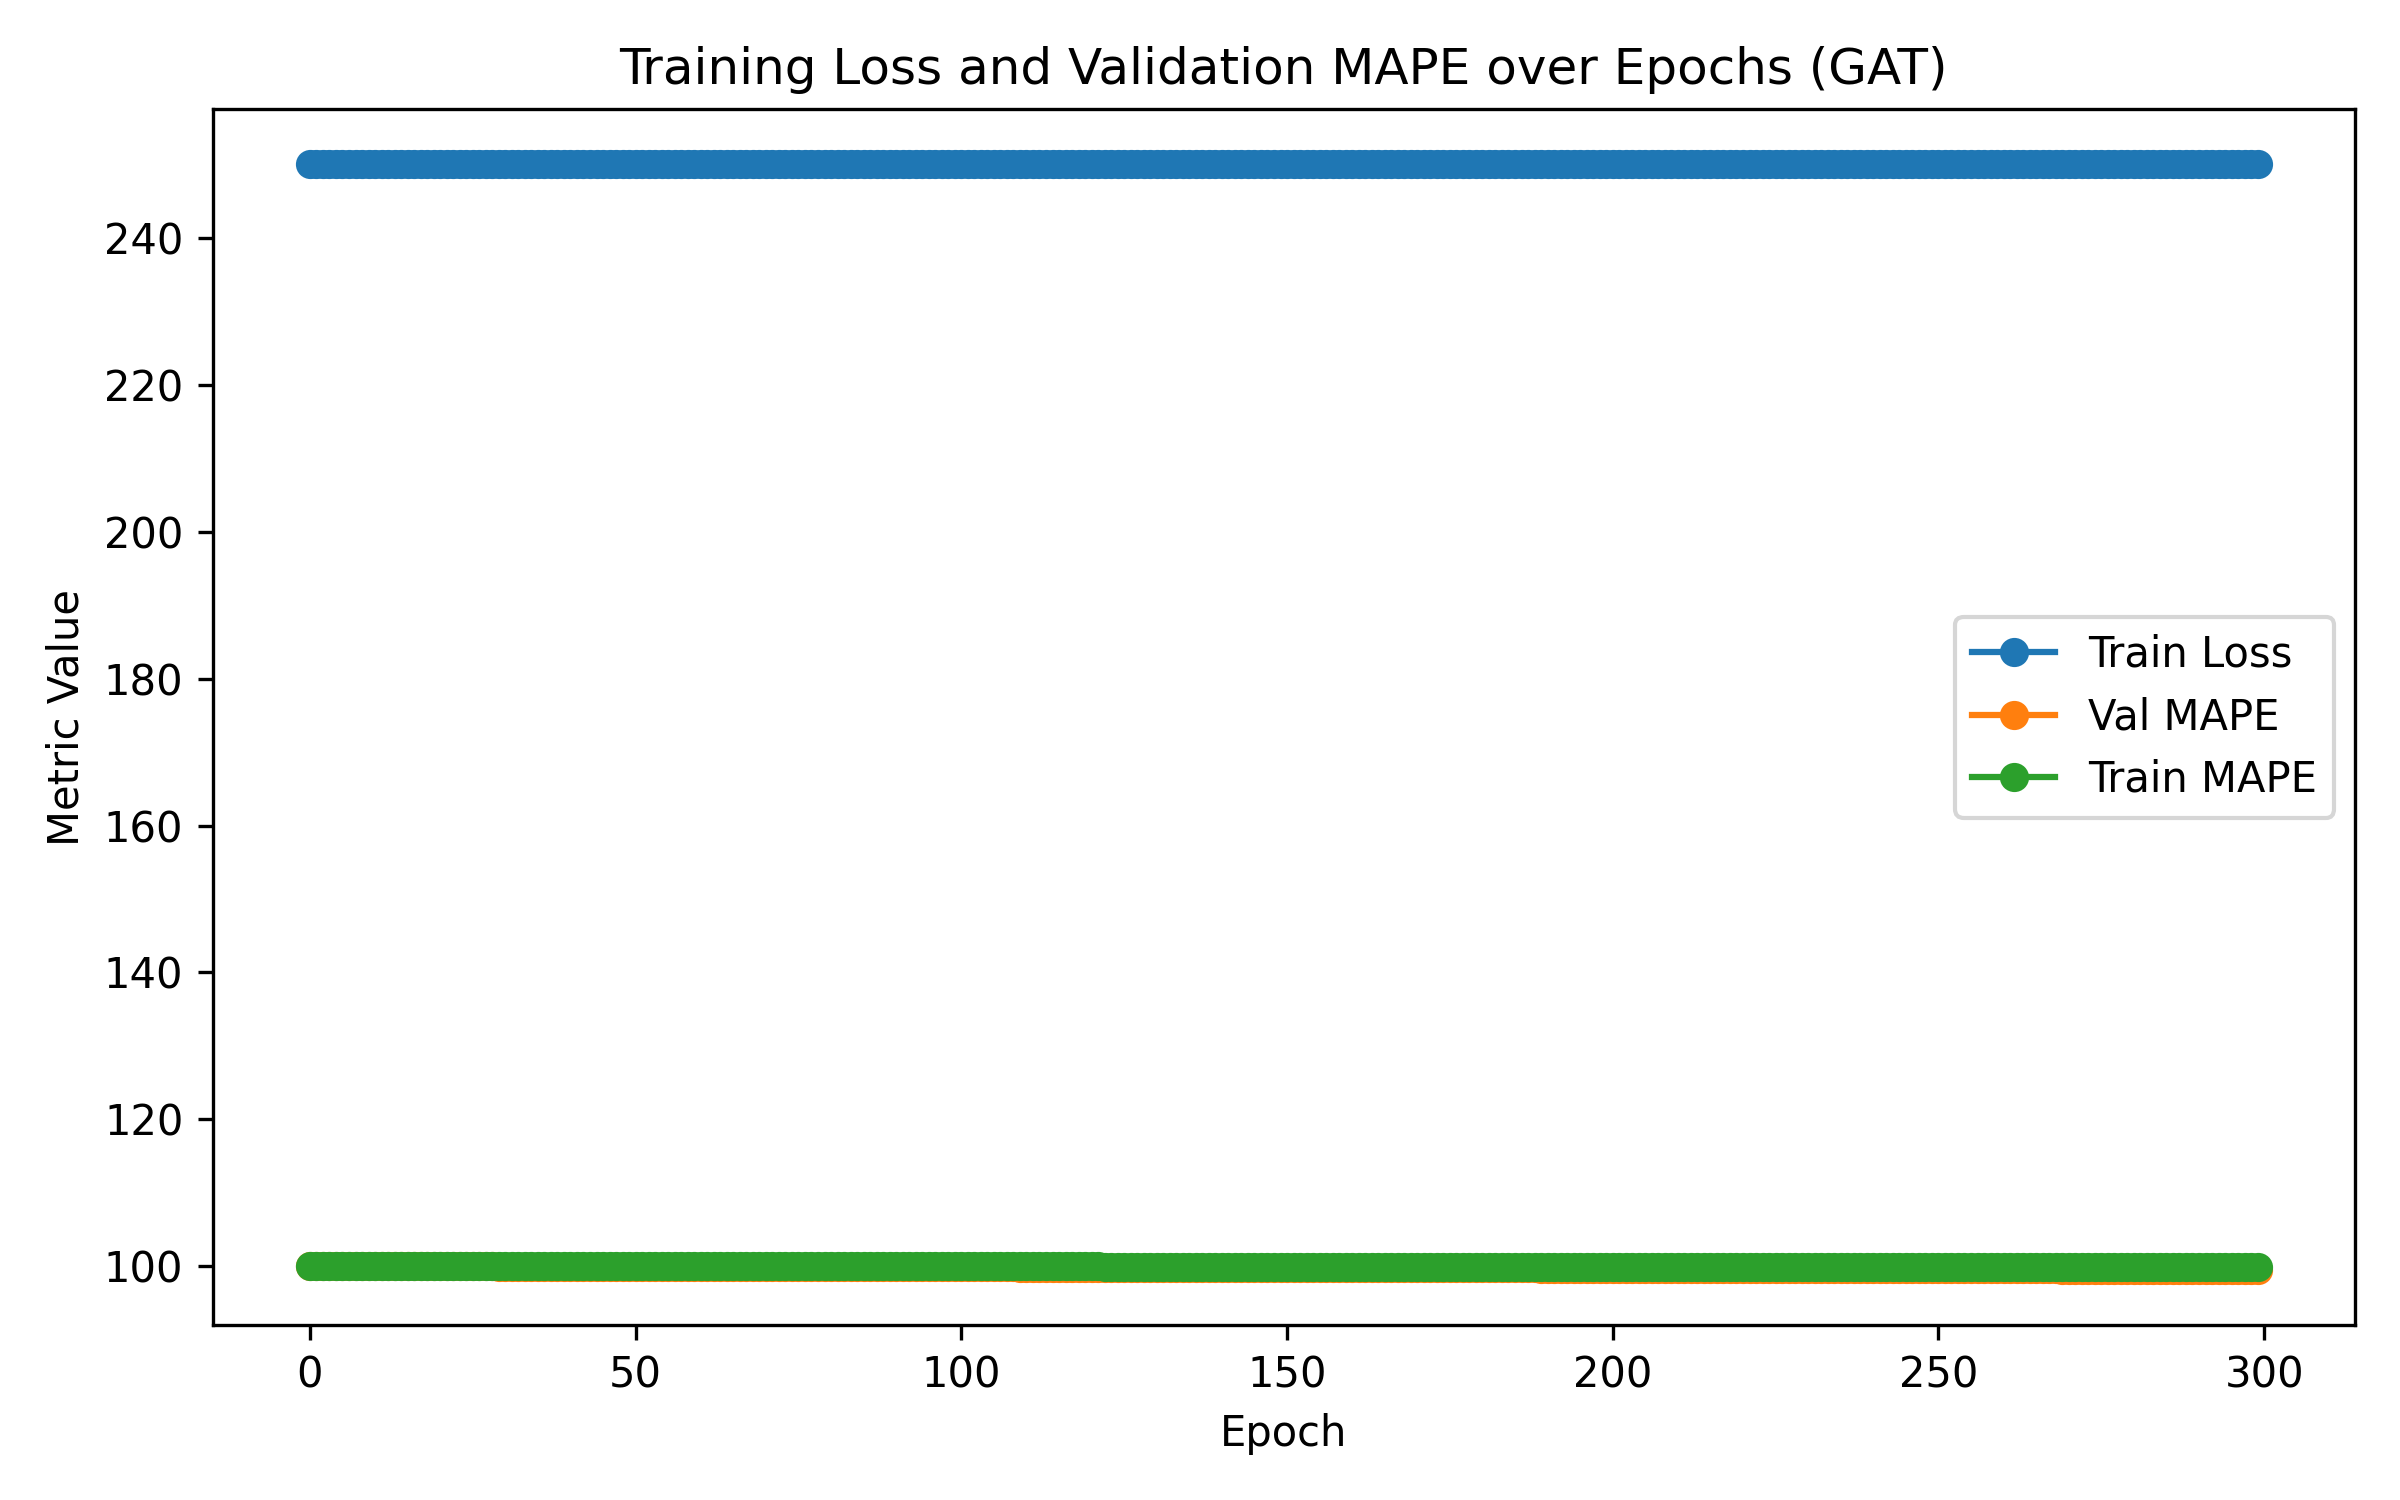 Training Loss and Validation MAPE over Epochs (GAT)
Metric Value
240
220
200
180
160
140
120
100
Train Loss
Val MAPE
Train MAPE
0 50 100 150 200 250 300
Epoch